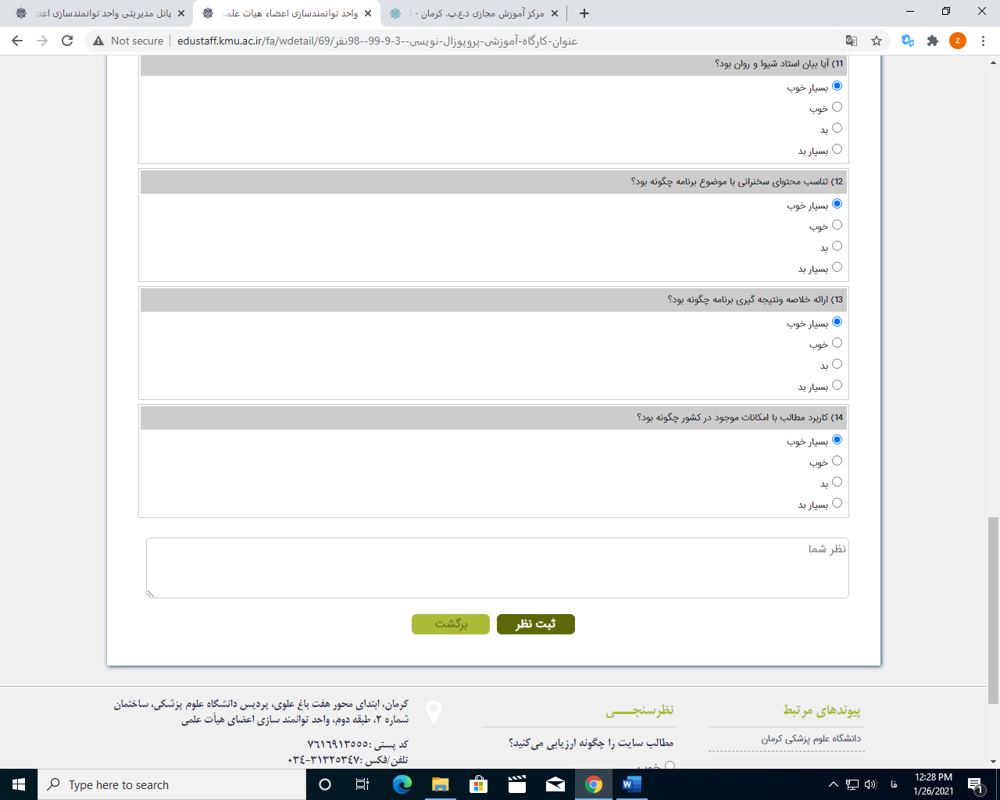 پانل مدیریتی واحد توانمندسازی اعض
واحد توانمندسازی اعضاء هیات علمی
مرکز آموزش مجازی د.ع.پ. کرمان - ا
Not secure
edustaff.kmu.ac.ir/fa/wdetail/69/عنوان-کارگاه-آموزشی-پروپوزال-نویسی--3-9-99--98نفر
z
11) آیا بیان استاد شیوا و روان بود؟
بسیار خوب
خوب
بد
بسیار بد
12) تناسب محتوای سخنرانی با موضوع برنامه چگونه بود؟
بسیار خوب
خوب
بد
بسیار بد
13) ارائه خلاصه ونتیجه گیری برنامه چگونه بود؟
بسیار خوب
خوب
بد
بسیار بد
14) کاربرد مطالب با امکانات موجود در کشور چگونه بود؟
بسیار خوب
خوب
بد
بسیار بد
نظر شما
ثبت نظر
برگشت
پیوندهای مرتبط
دانشگاه علوم پزشکی کرمان
نظرسنجـــی
مطالب سایت را چگونه ارزیابی می‌کنید؟
خوب
کرمان، ابتدای محور هفت باغ علوی، پردیس دانشگاه علوم پزشکی، ساختمان
شماره ۲، طبقه دوم، واحد توانمند سازی اعضای هیأت علمی
کد پستی :۷۶۱۶۹۱۳۵۵۵
تلفن/فکس :۳۱۳۲۵۳۴۷-۰۳۴
Type here to search
فا
12:28 PM
1/26/2021
1